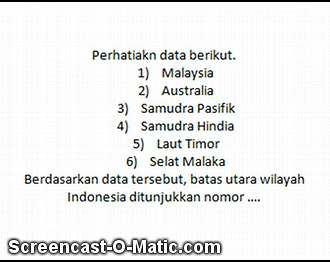 Perhatiakn data berikut.
1) Malaysia
2) Australia
3) Samudra Pasifik
4) Samudra Hindia
5) Laut Timor
6) Selat Malaka
Berdasarkan data tersebut, batas utara wilayah
Indonesia ditunjukkan nomor ....
Screencast-O-Matic.com